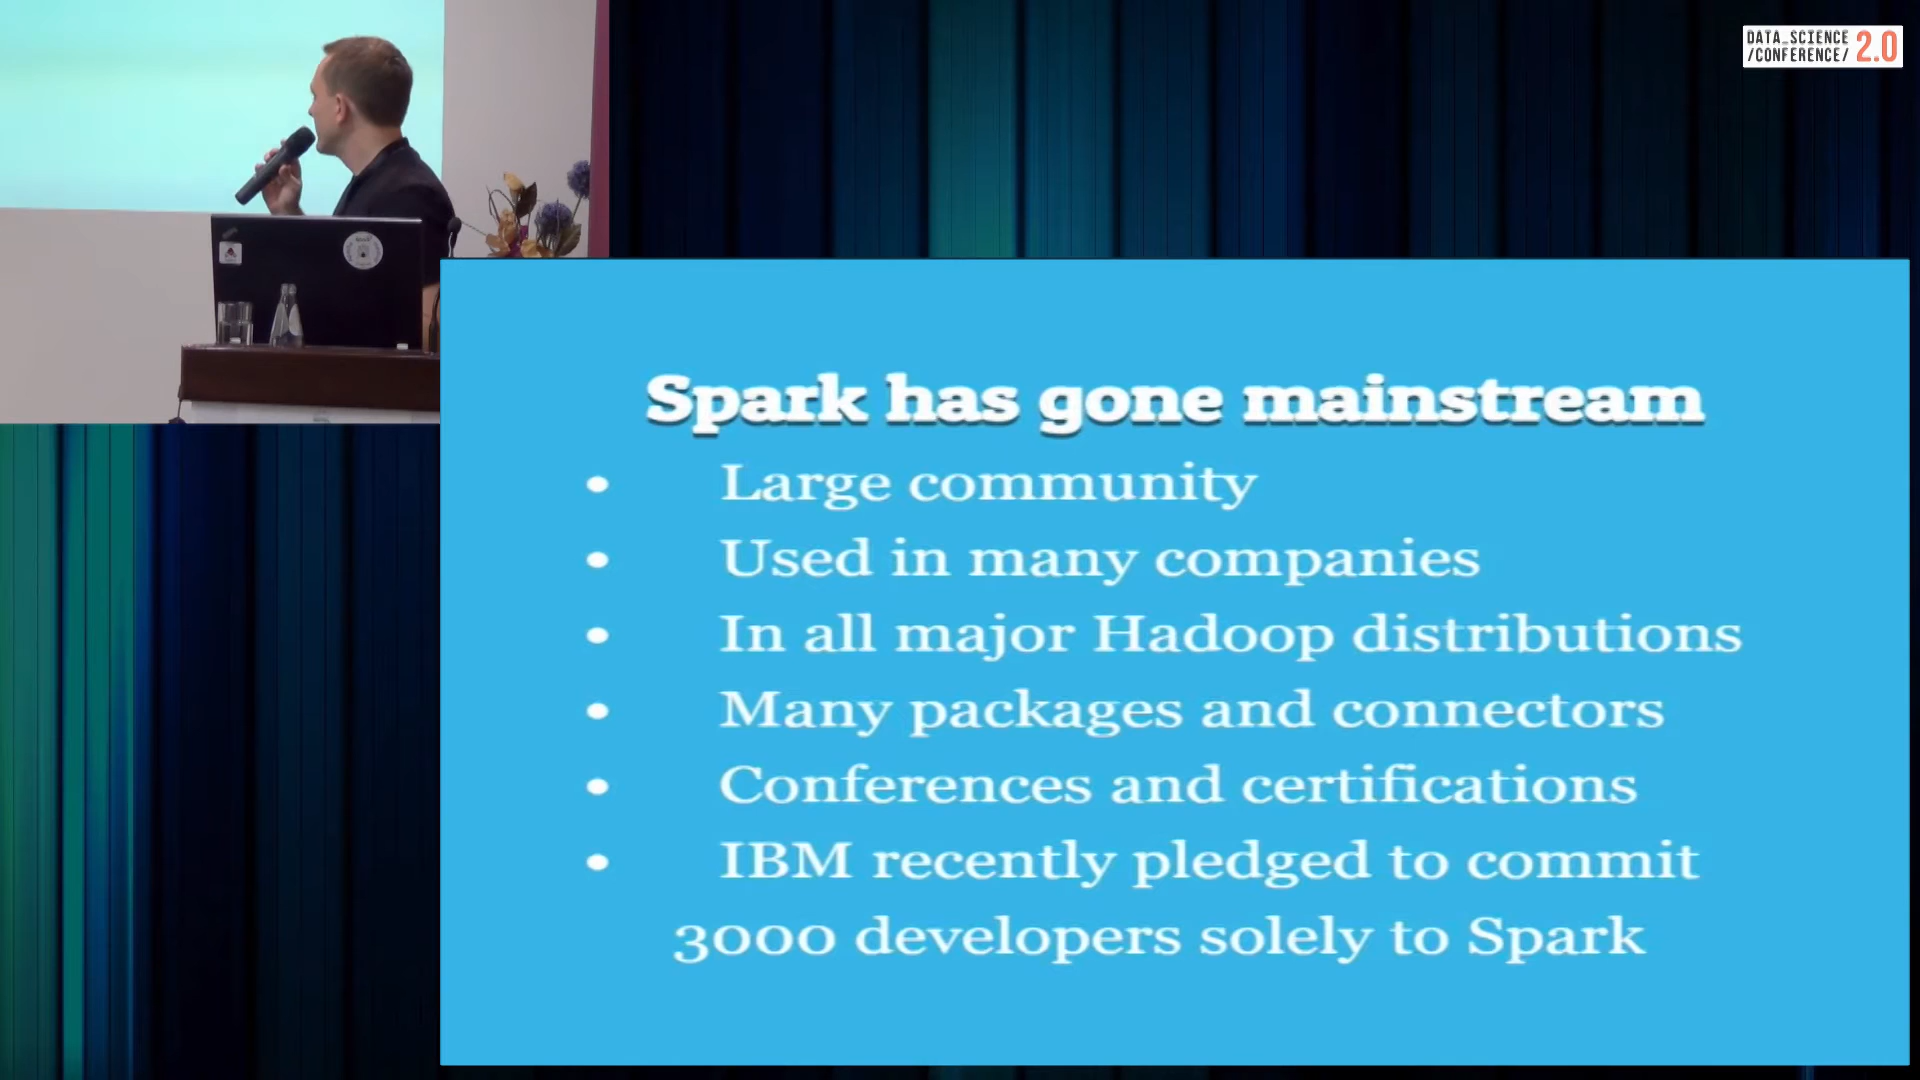 DATA_SCIENCE
/CONFERENCE/ 2.0
Spark has gone mainstream
• Large community
• Used in many companies
• In all major Hadoop distributions
• Many packages and connectors
• Conferences and certifications
• IBM recently pledged to commit
3000 developers solely to Spark